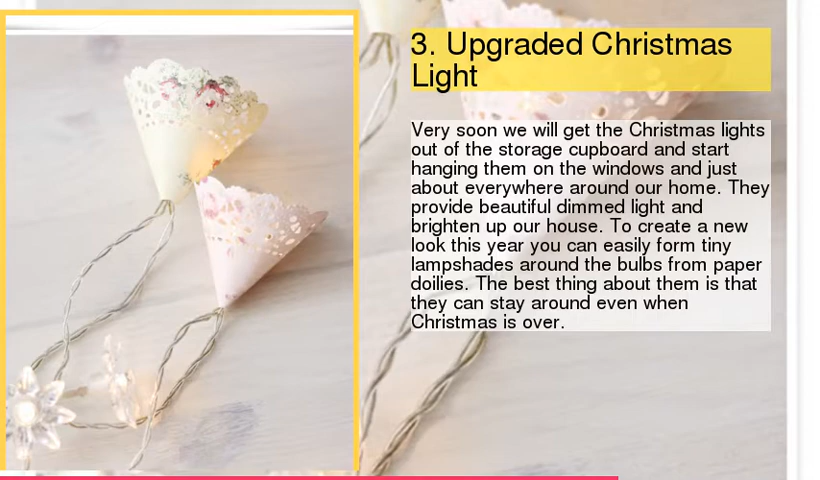 3. Upgraded Christmas
Light
Very soon we will get the Christmas lights
out of the storage cupboard and start
hanging them on the windows and just
about everywhere around our home. They
provide beautiful dimmed light and
brighten up our house. To create a new
look this year you can easily form tiny
lampshades around the bulbs from paper
doilies. The best thing about them is that
they can stay around even when
Christmas is over.